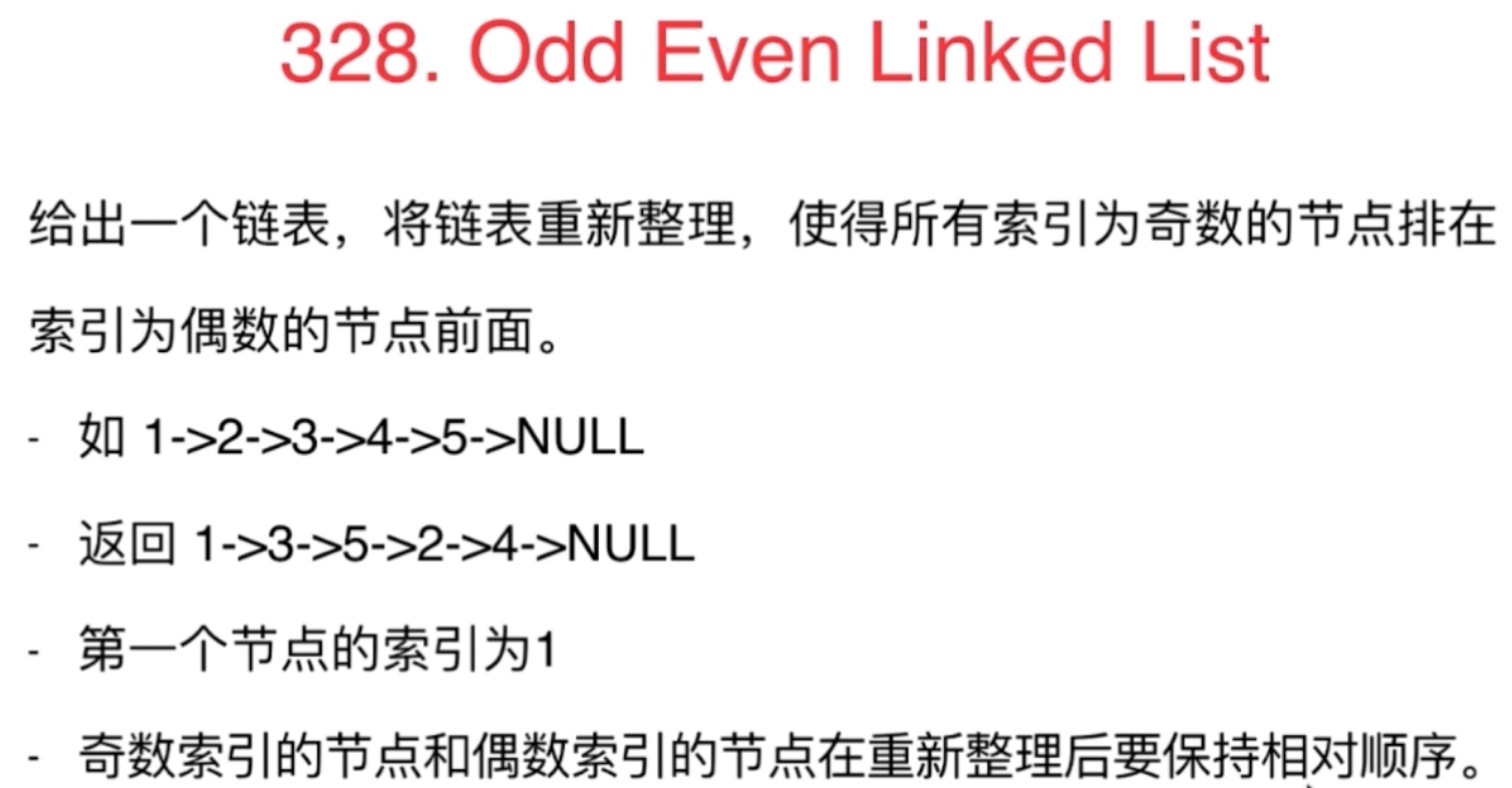 328. Odd Even Linked List
给出一个链表，将链表重新整理，使得所有索引为奇数的节点排在
索引为偶数的节点前面。
- 如 1->2->3->4->5->NULL
- 返回 1->3->5->2->4->NULL
- 第一个节点的索引为1
- 奇数索引的节点和偶数索引的节点在重新整理后要保持相对顺序。